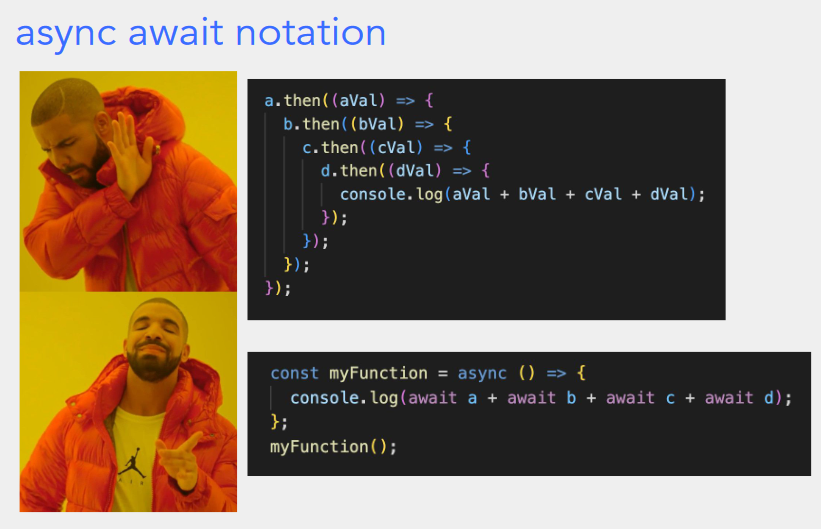 async await notation
a.then((aVal) => {
b.then((bVal) => {
c.then((cVal) => {
d.then((dVal) => {
console.log(aVal + bVal + cVal + dVal);
});
});
});
});
const myFunction = async () => {
console.log(await a + await b + await c + await d);
};
myFunction();